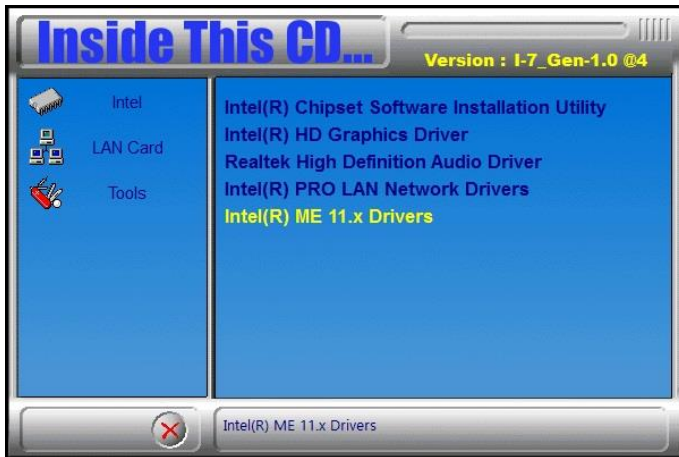 Inside This CD...
Version : I-7_Gen-1.0 @4
Intel
LAN Card
Tools
Intel(R) Chipset Software Installation Utility
Intel(R) HD Graphics Driver
Realtek High Definition Audio Driver
Intel(R) PRO LAN Network Drivers
Intel(R) ME 11.x Drivers
Intel(R) ME 11.x Drivers